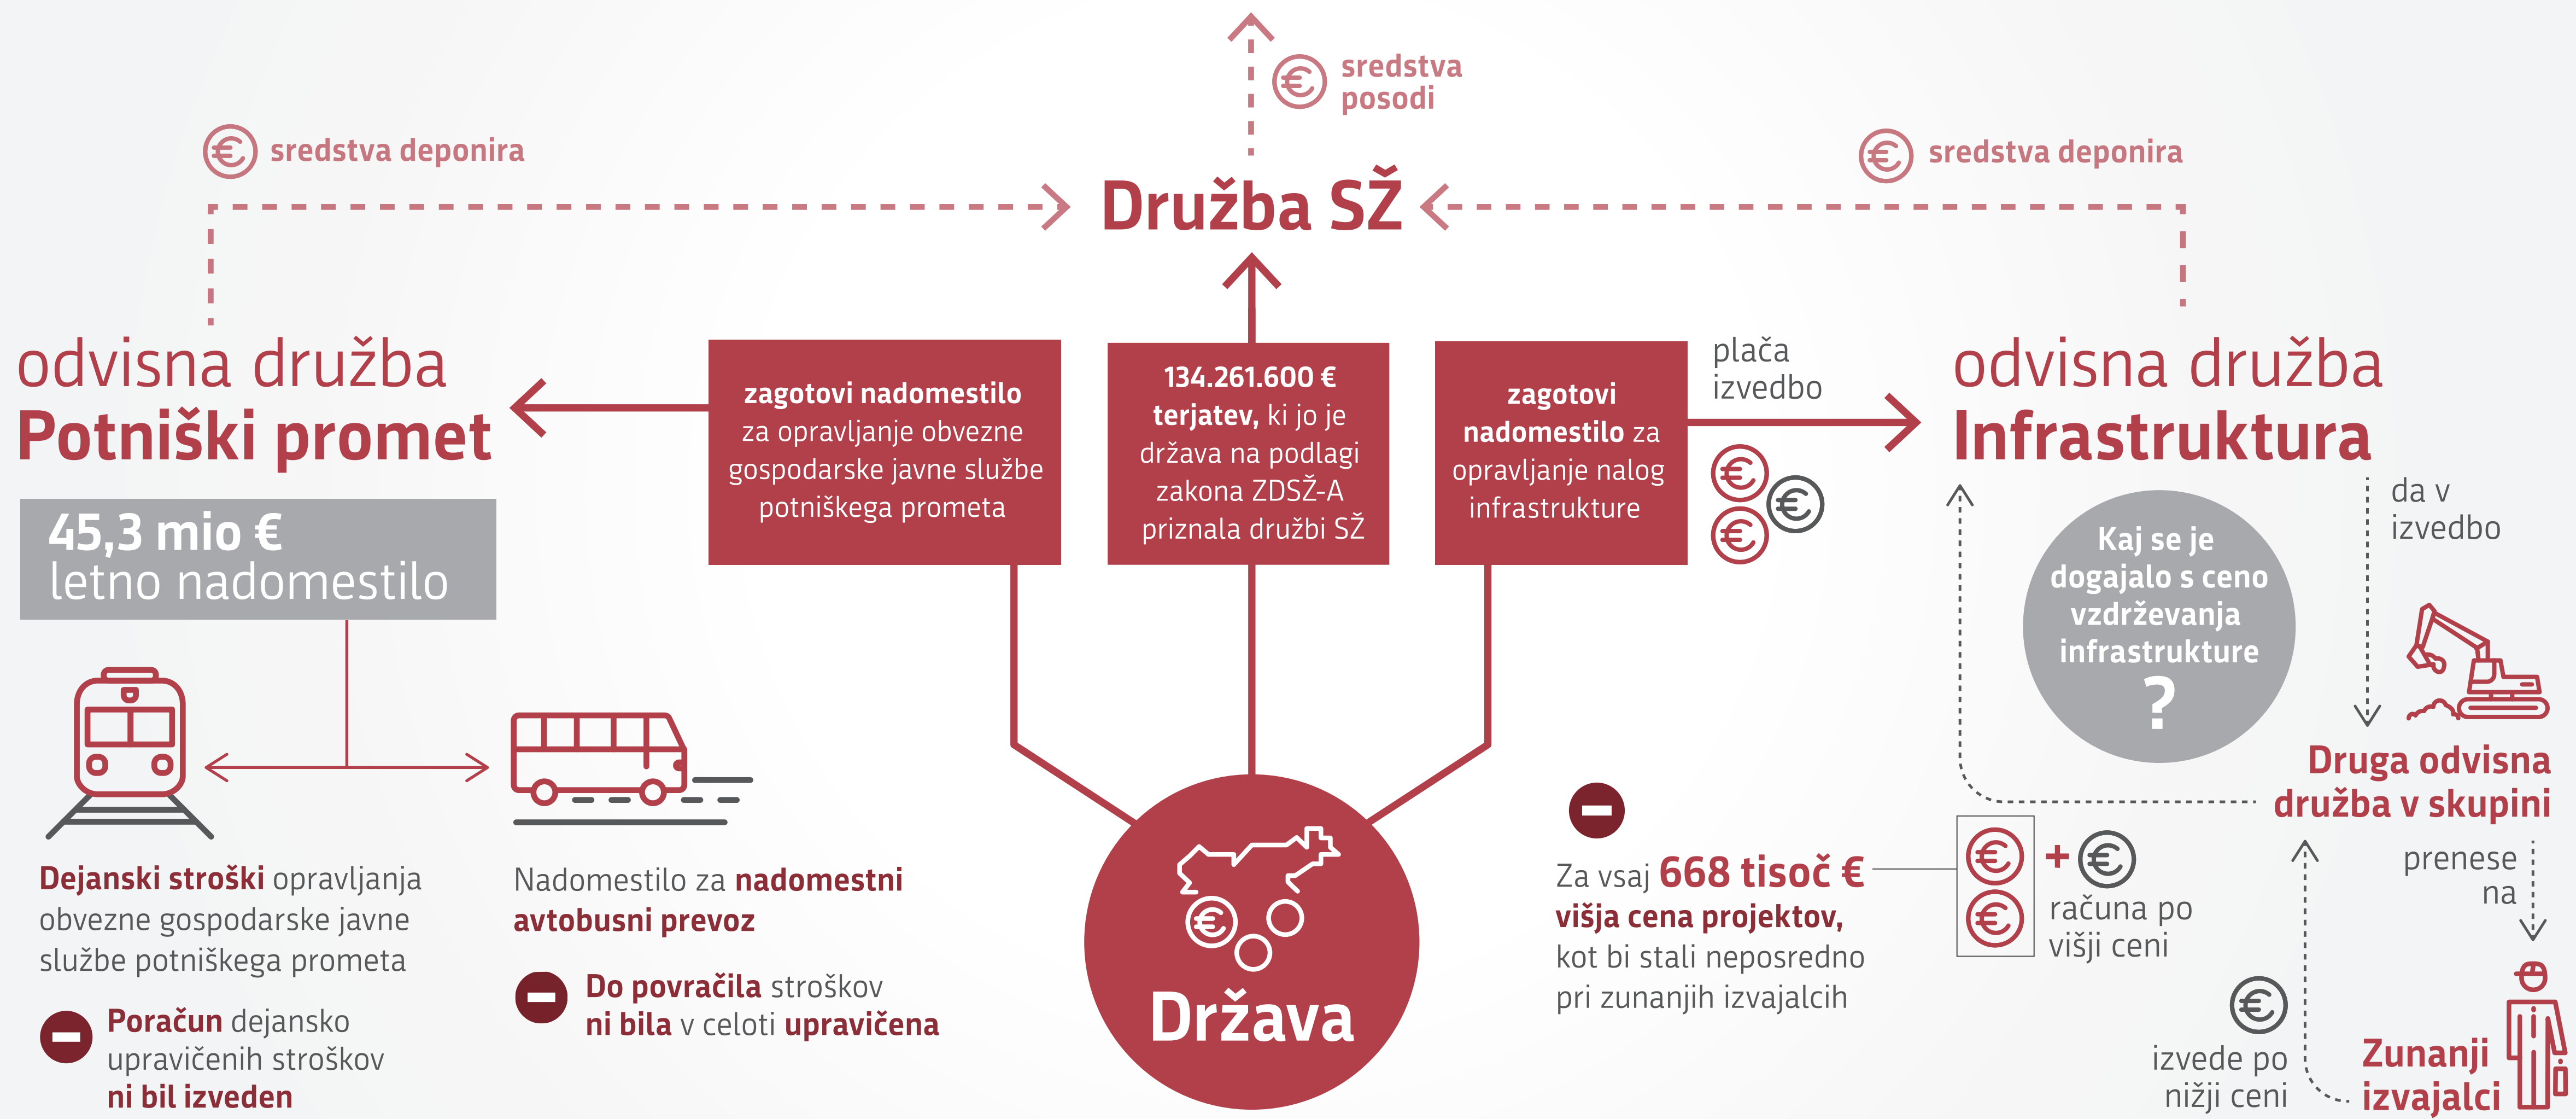 sredstva
posodi
sredstva deponira
sredstva deponira
Družba SŽ
odvisna družba
Potniški promet
45,3 mio €
letno nadomestilo
zagotovi nadomestilo
za opravljanje obvezne
gospodarske javne službe
potniškega prometa
134.261.600 €
terjatev, ki jo je
država na podlagi
zakona ZDSŽ-A
priznala družbi SŽ
zagotovi
nadomestilo za
opravljanje nalog
infrastrukture
plača
izvedbo
odvisna družba
Infrastruktura
da v
izvedbo
Kaj se je
dogajalo s ceno
vzdrževanja
infrastrukture
?
Druga odvisna
družba v skupini
prenese
na
+
računa po
višji ceni
izvede po
nižji ceni
Zunanji
izvajalci
Dejanski stroški opravljanja
obvezne gospodarske javne
službe potniškega prometa
Poračun dejansko
upravičenih stroškov
ni bil izveden
Nadomestilo za nadomestni
avtobusni prevoz
Do povračila stroškov
ni bila v celoti upravičena
Država
Za vsaj 668 tisoč €
višja cena projektov,
kot bi stali neposredno
pri zunanjih izvajalcih